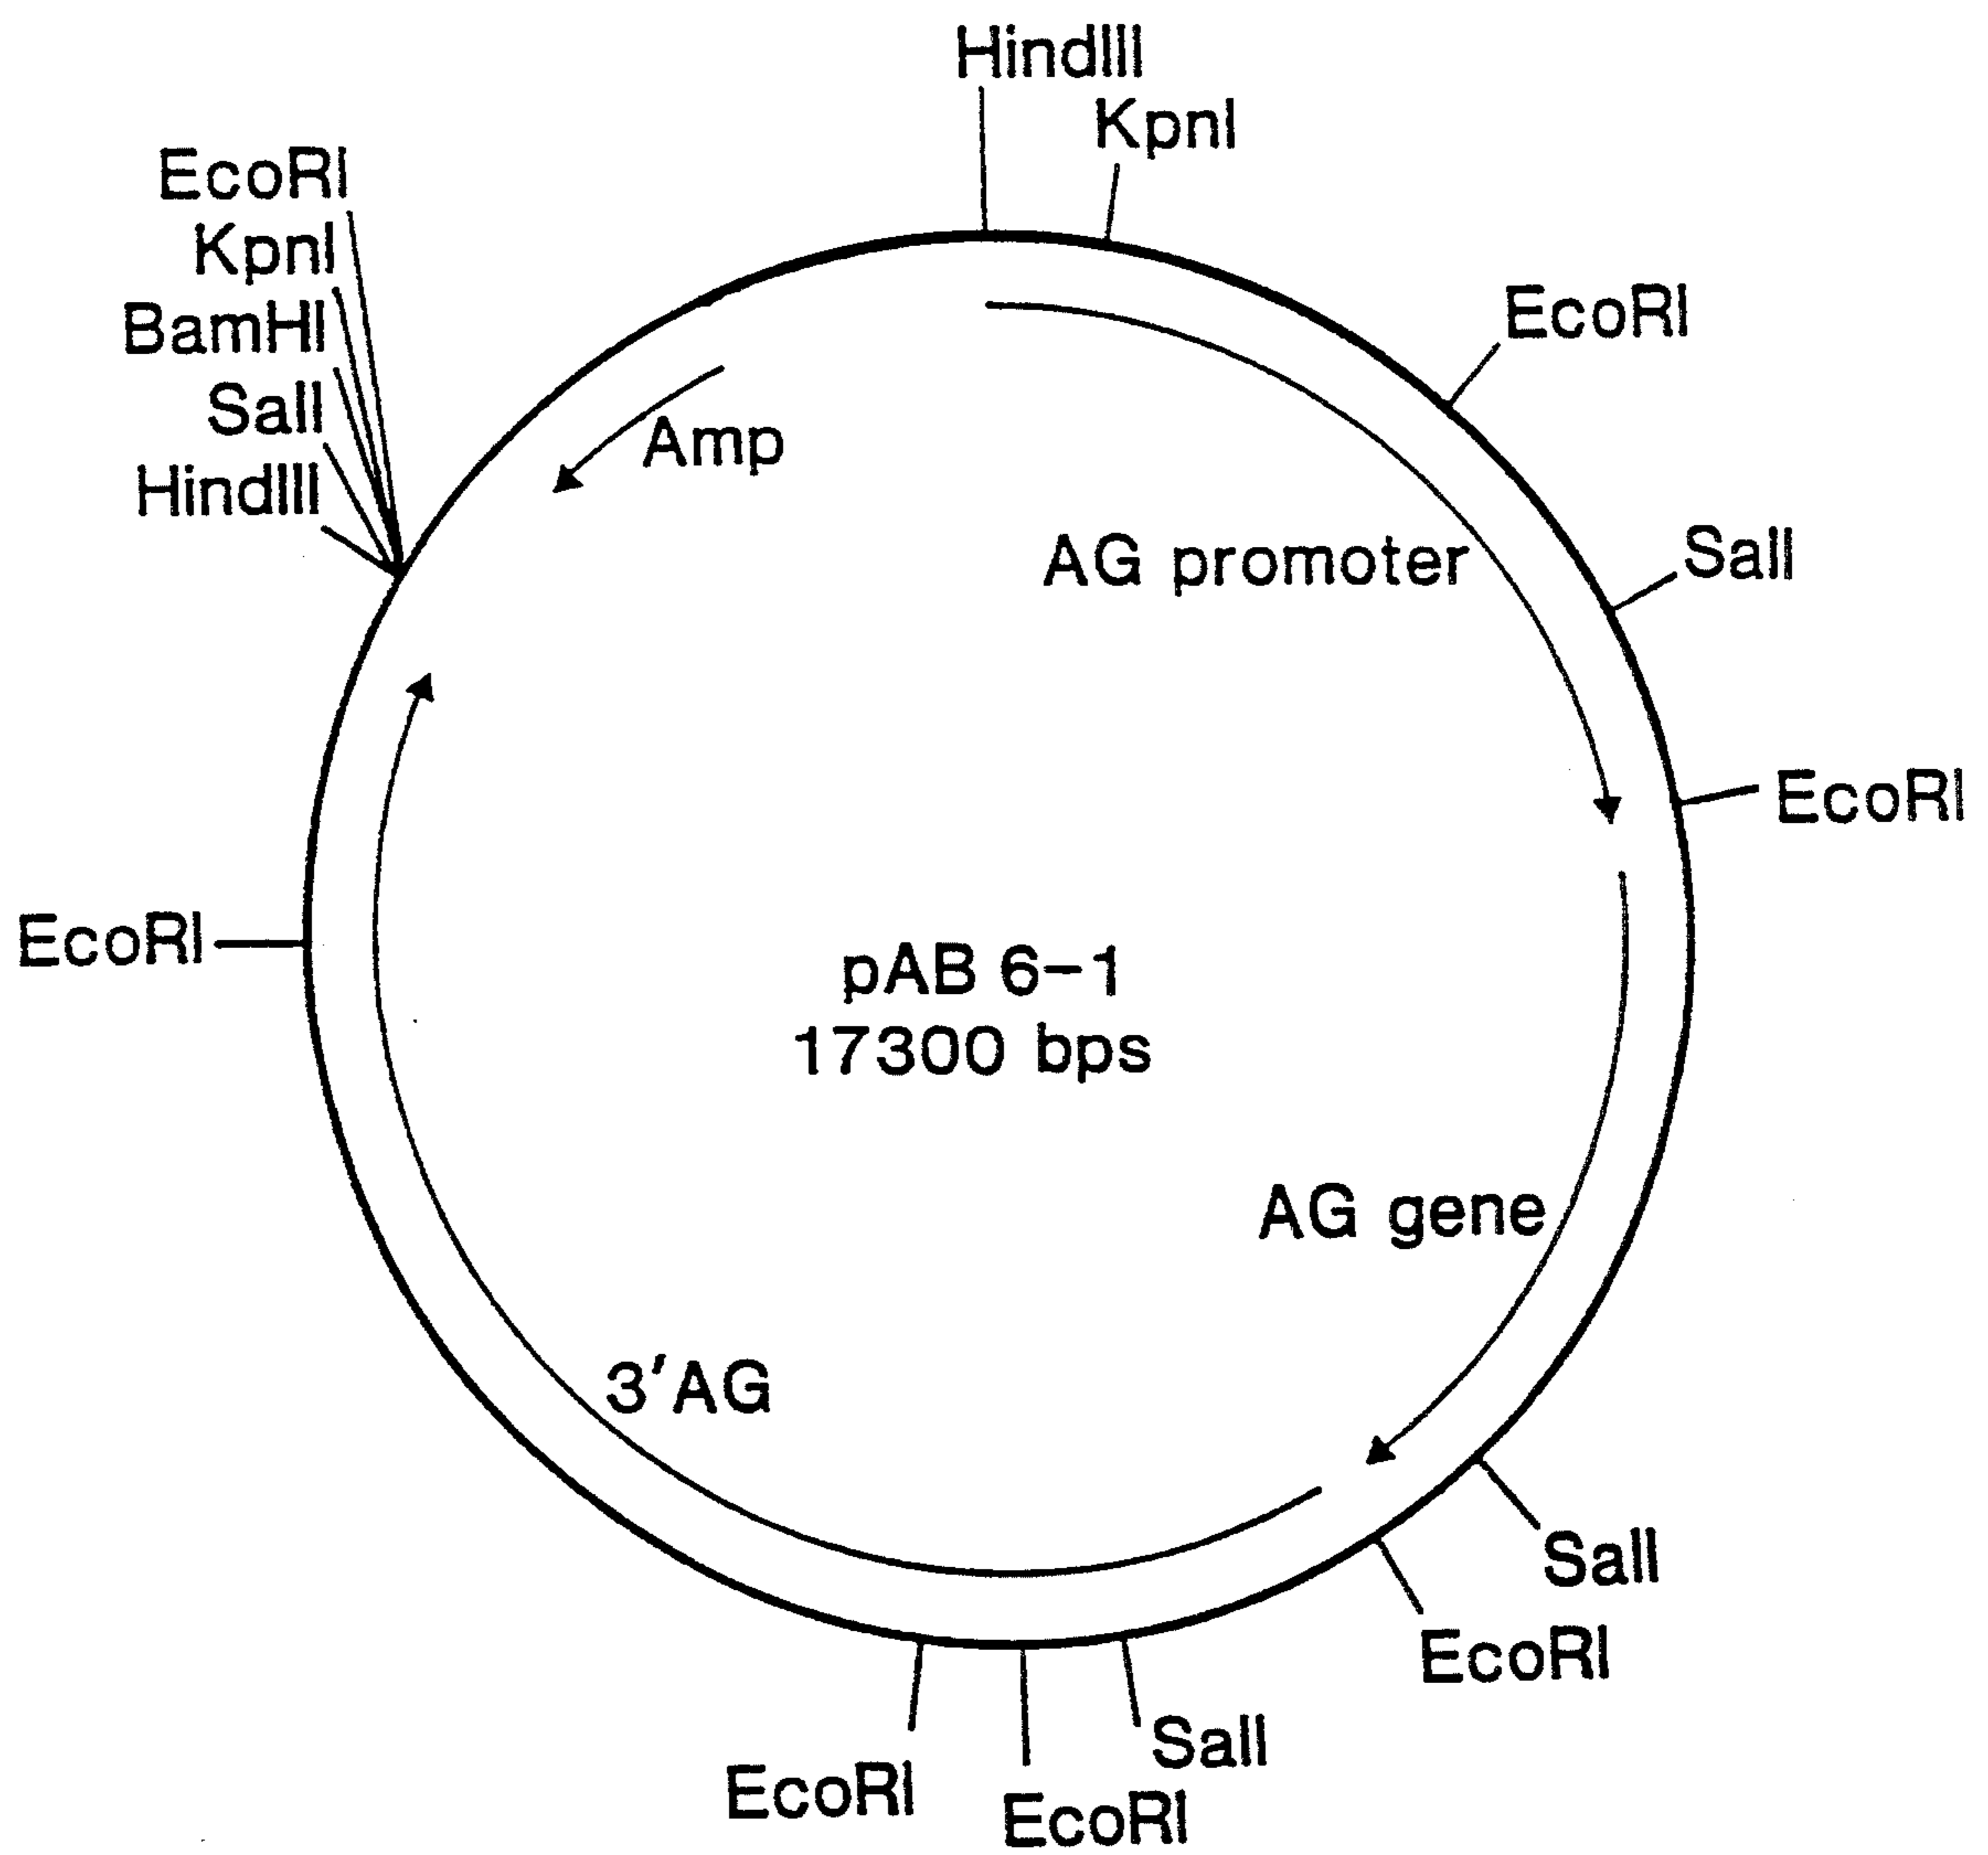 HindIII
KpnI
EcoRI
KpnI
BamHI
SalI
HindIII
EcoRI
Amp
AG promoter
SalI
EcoRI
EcoRI
pAB 6-1
17300 bps
AG gene
3'AG
SalI
EcoRI
SalI
EcoRI
EcoRI